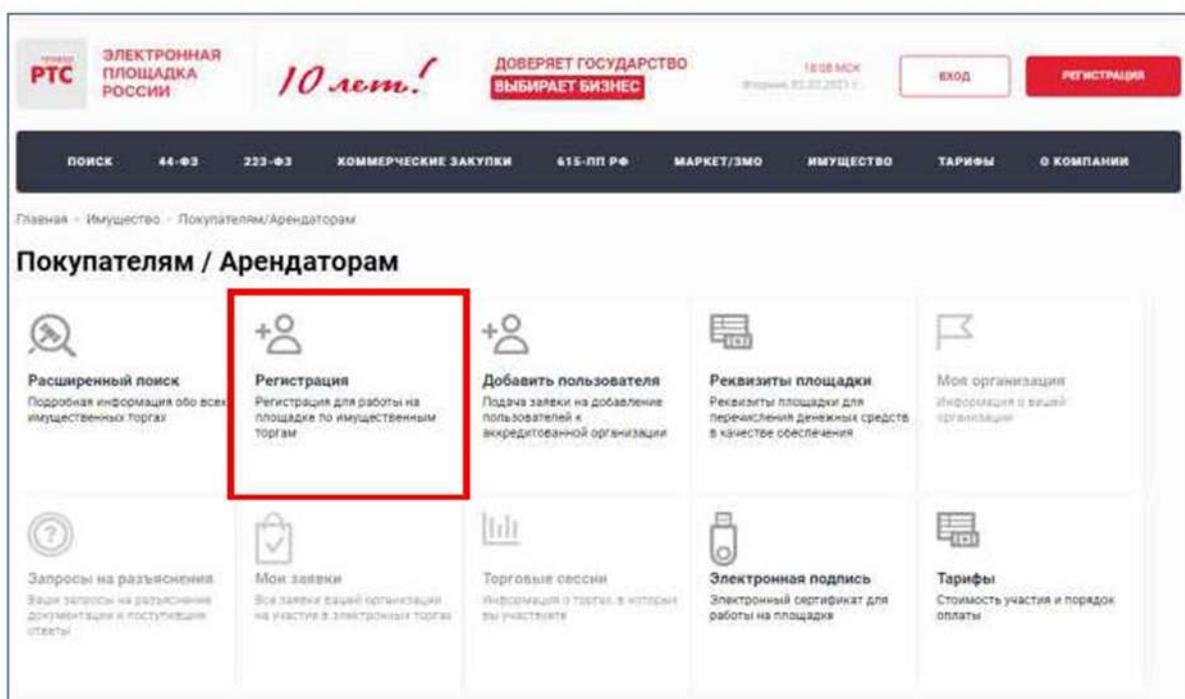 РТС
ЭЛЕКТРОННАЯ
ПЛОЩАДКА
РОССИИ
10 лет!
ДОВЕРЯЕТ ГОСУДАРСТВО
ВЫБИРАЕТ БИЗНЕС
18:08 МСК
ВХОД
РЕГИСТРАЦИЯ
ПОИСК 44-ФЗ 223-ФЗ КОММЕРЧЕСКИЕ ЗАКУПКИ 615-ПП РФ МАРКЕТ/ЗМО ИМУЩЕСТВО ТАРИФЫ О КОМПАНИИ
Главная - Имущество - Покупателям/Арендаторам
Покупателям / Арендаторам
Расширенный поиск
Подробная информация обо всех
имущественных торгах
Регистрация
Регистрация для работы на
площадке по имущественным
торгам
Добавить пользователя
Подача заявки на добавление
пользователей к
аккредитованной организации
Реквизиты площадки
Реквизиты площадки для
перечисления денежных средств
в качестве обеспечения
Моя организация
Информация о вашей
организации
Запросы на разъяснения
Ваши запросы на разъяснение
документации и поступившие
ответы
Мои заявки
Все заявки вашей организации
на участие в электронных торгах
Торговые сессии
Информация о торгах, в которых
вы участвуете
Электронная подпись
Электронный сертификат для
работы на площадке
Тарифы
Стоимость участия и порядок
оплаты